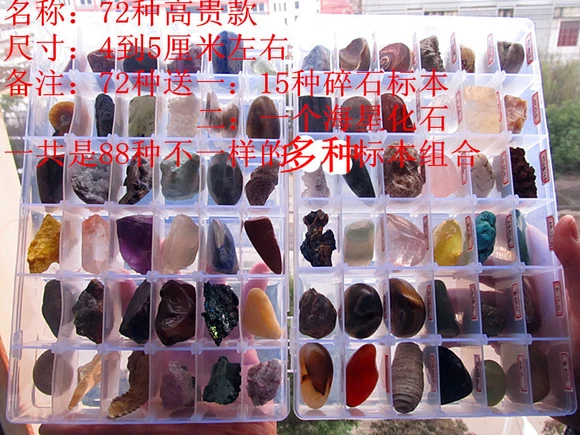 名称：72种高贵款
尺寸：4到5厘米左右
备注：72种送一：15种碎石标本
二：一个海星化石
一共是88种不一样的多种标本组合